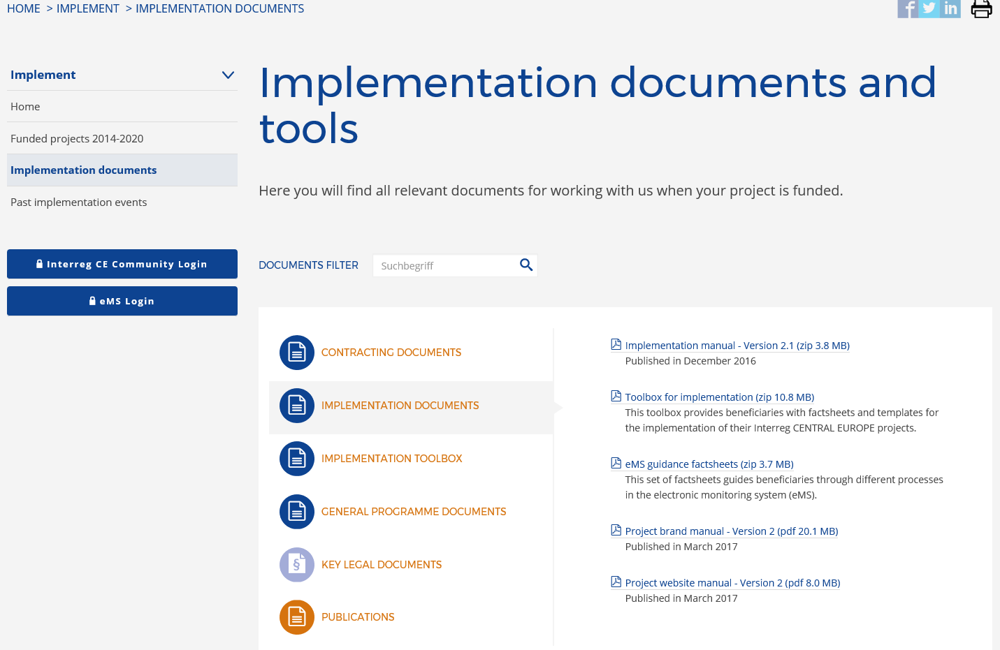 HOME > IMPLEMENT > IMPLEMENTATION DOCUMENTS
Implement
Home
Funded projects 2014-2020
Implementation documents
Past implementation events
Interreg CE Community Login
eMS Login
Implementation documents and
tools
Here you will find all relevant documents for working with us when your project is funded.
DOCUMENTS FILTER
Suchbegriff
CONTRACTING DOCUMENTS
IMPLEMENTATION DOCUMENTS
IMPLEMENTATION TOOLBOX
GENERAL PROGRAMME DOCUMENTS
§
KEY LEGAL DOCUMENTS
PUBLICATIONS
Implementation manual - Version 2.1 (zip 3.8 MB)
Published in December 2016
Toolbox for implementation (zip 10.8 MB)
This toolbox provides beneficiaries with factsheets and templates for
the implementation of their Interreg CENTRAL EUROPE projects.
eMS guidance factsheets (zip 3.7 MB)
This set of factsheets guides beneficiaries through different processes
in the electronic monitoring system (eMS).
Project brand manual - Version 2 (pdf 20.1 MB)
Published in March 2017
Project website manual - Version 2 (pdf 8.0 MB)
Published in March 2017